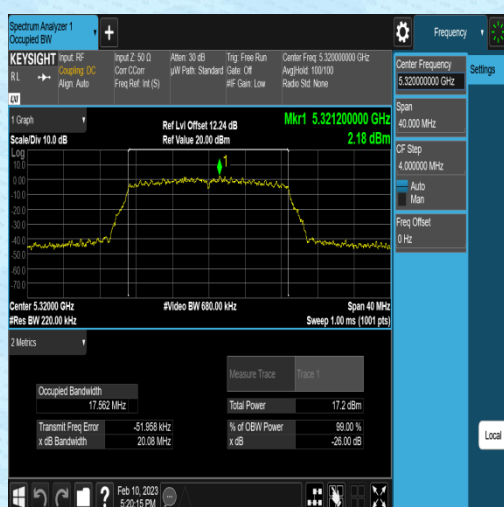 Spectrum Analyzer 1
Occupied BW
+
Frequency
KEYSIGHT
Input: RF
Coupling: DC
Align: Auto
RL
Input Z: 50 Ω
Corr CCorr
Freq Ref: Int (S)
Atten: 30 dB
µW Path: Standard
Trig: Free Run
Gate: Off
#IF Gain: Low
Center Freq: 5.320000000 GHz
Avg|Hold: 100/100
Radio Std: None
Center Frequency
5.320000000 GHz
Settings
Span
40.000 MHz
CF Step
4.000000 MHz
Auto
Man
Freq Offset
0 Hz
1 Graph
Scale/Div 10.0 dB
Ref Lvl Offset 12.24 dB
Ref Value 20.00 dBm
Mkr1 5.321200000 GHz
2.18 dBm
Log
10.0
0.00
-10.0
-20.0
-30.0
-40.0
-50.0
-60.0
-70.0
1
Center 5.32000 GHz
#Res BW 220.00 kHz
#Video BW 680.00 kHz
Span 40 MHz
Sweep 1.00 ms (1001 pts)
2 Metrics
Measure Trace
Trace 1
Occupied Bandwidth
17.562 MHz
Total Power
17.2 dBm
Transmit Freq Error
-51.958 kHz
% of OBW Power
99.00 %
x dB Bandwidth
20.08 MHz
x dB
-26.00 dB
Local
?
Feb 10, 2023
5:20:15 PM